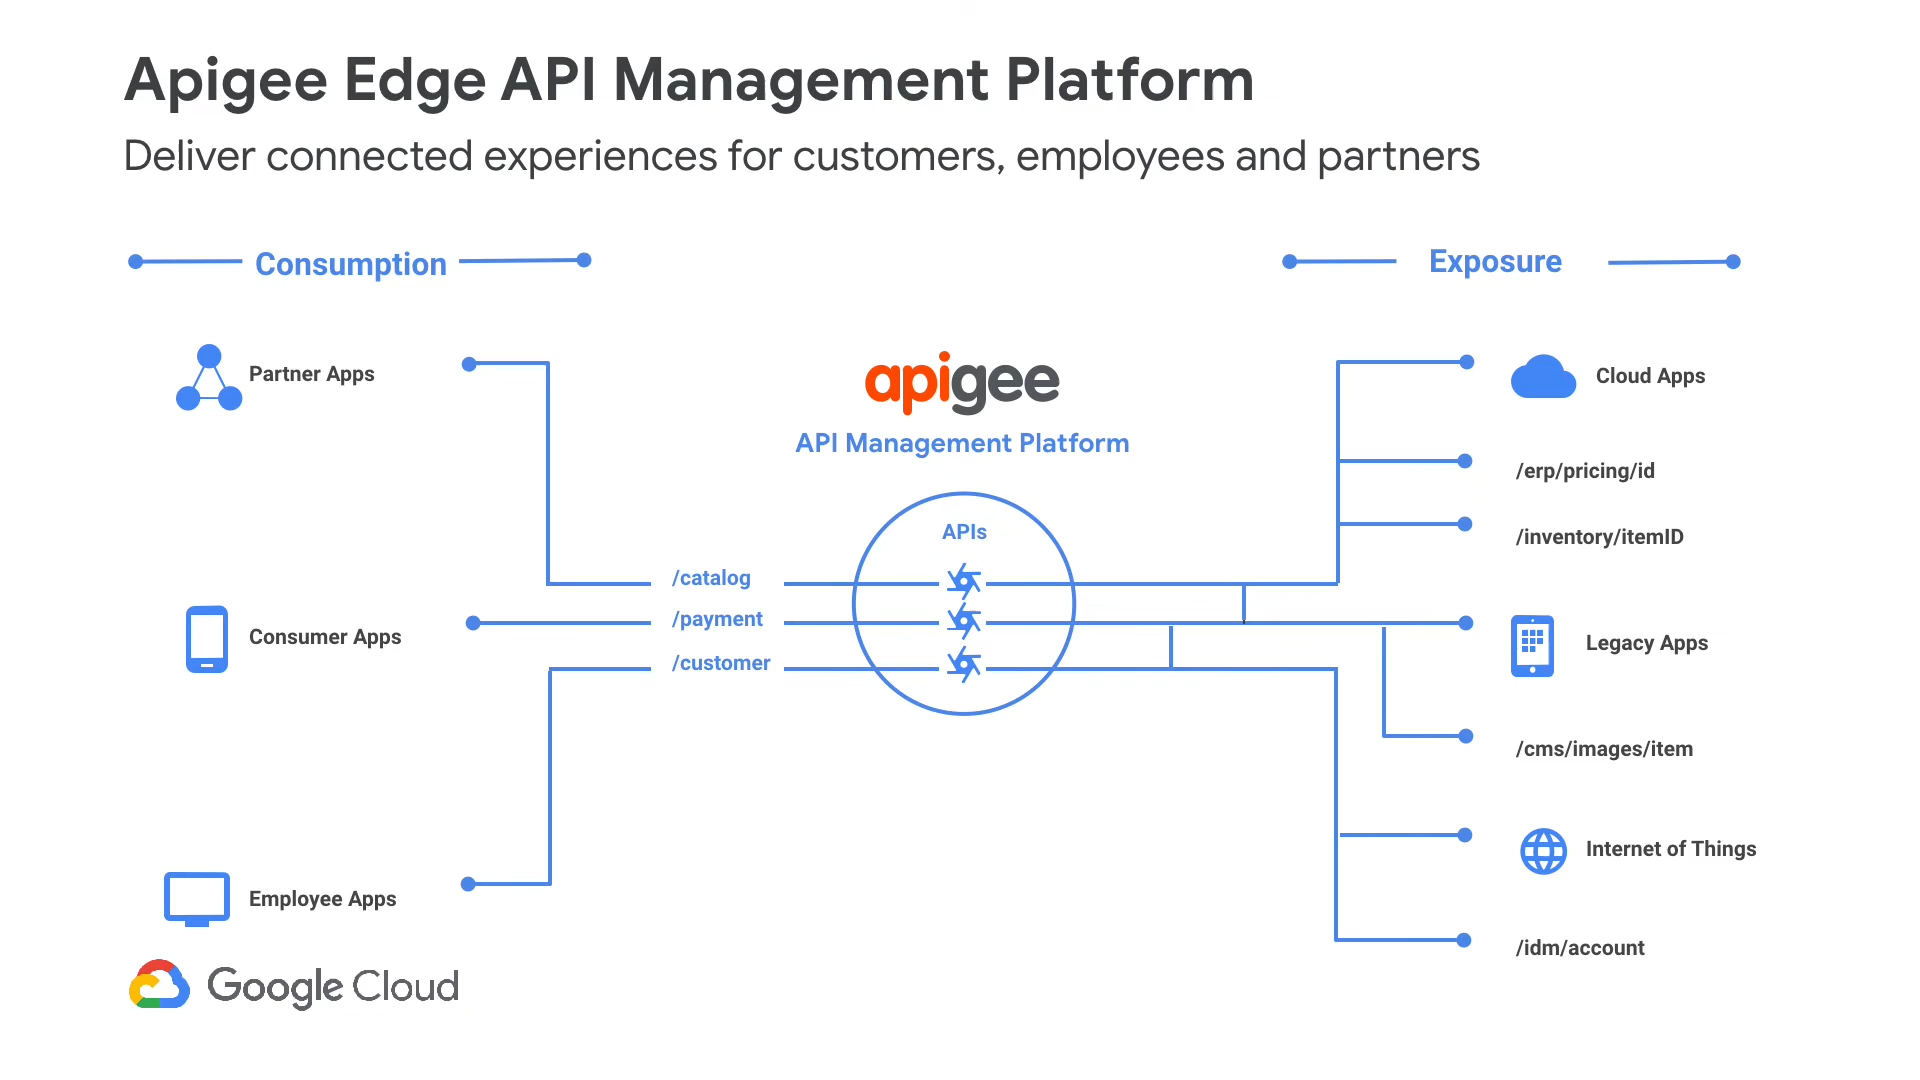 Apigee Edge API Management Platform
Deliver connected experiences for customers, employees and partners
Consumption
Exposure
Partner Apps
apigee
API Management Platform
Cloud Apps
/erp/pricing/id
/inventory/itemID
APIs
/catalog
/payment
/customer
Consumer Apps
Legacy Apps
/cms/images/item
Internet of Things
Employee Apps
/idm/account
Google Cloud